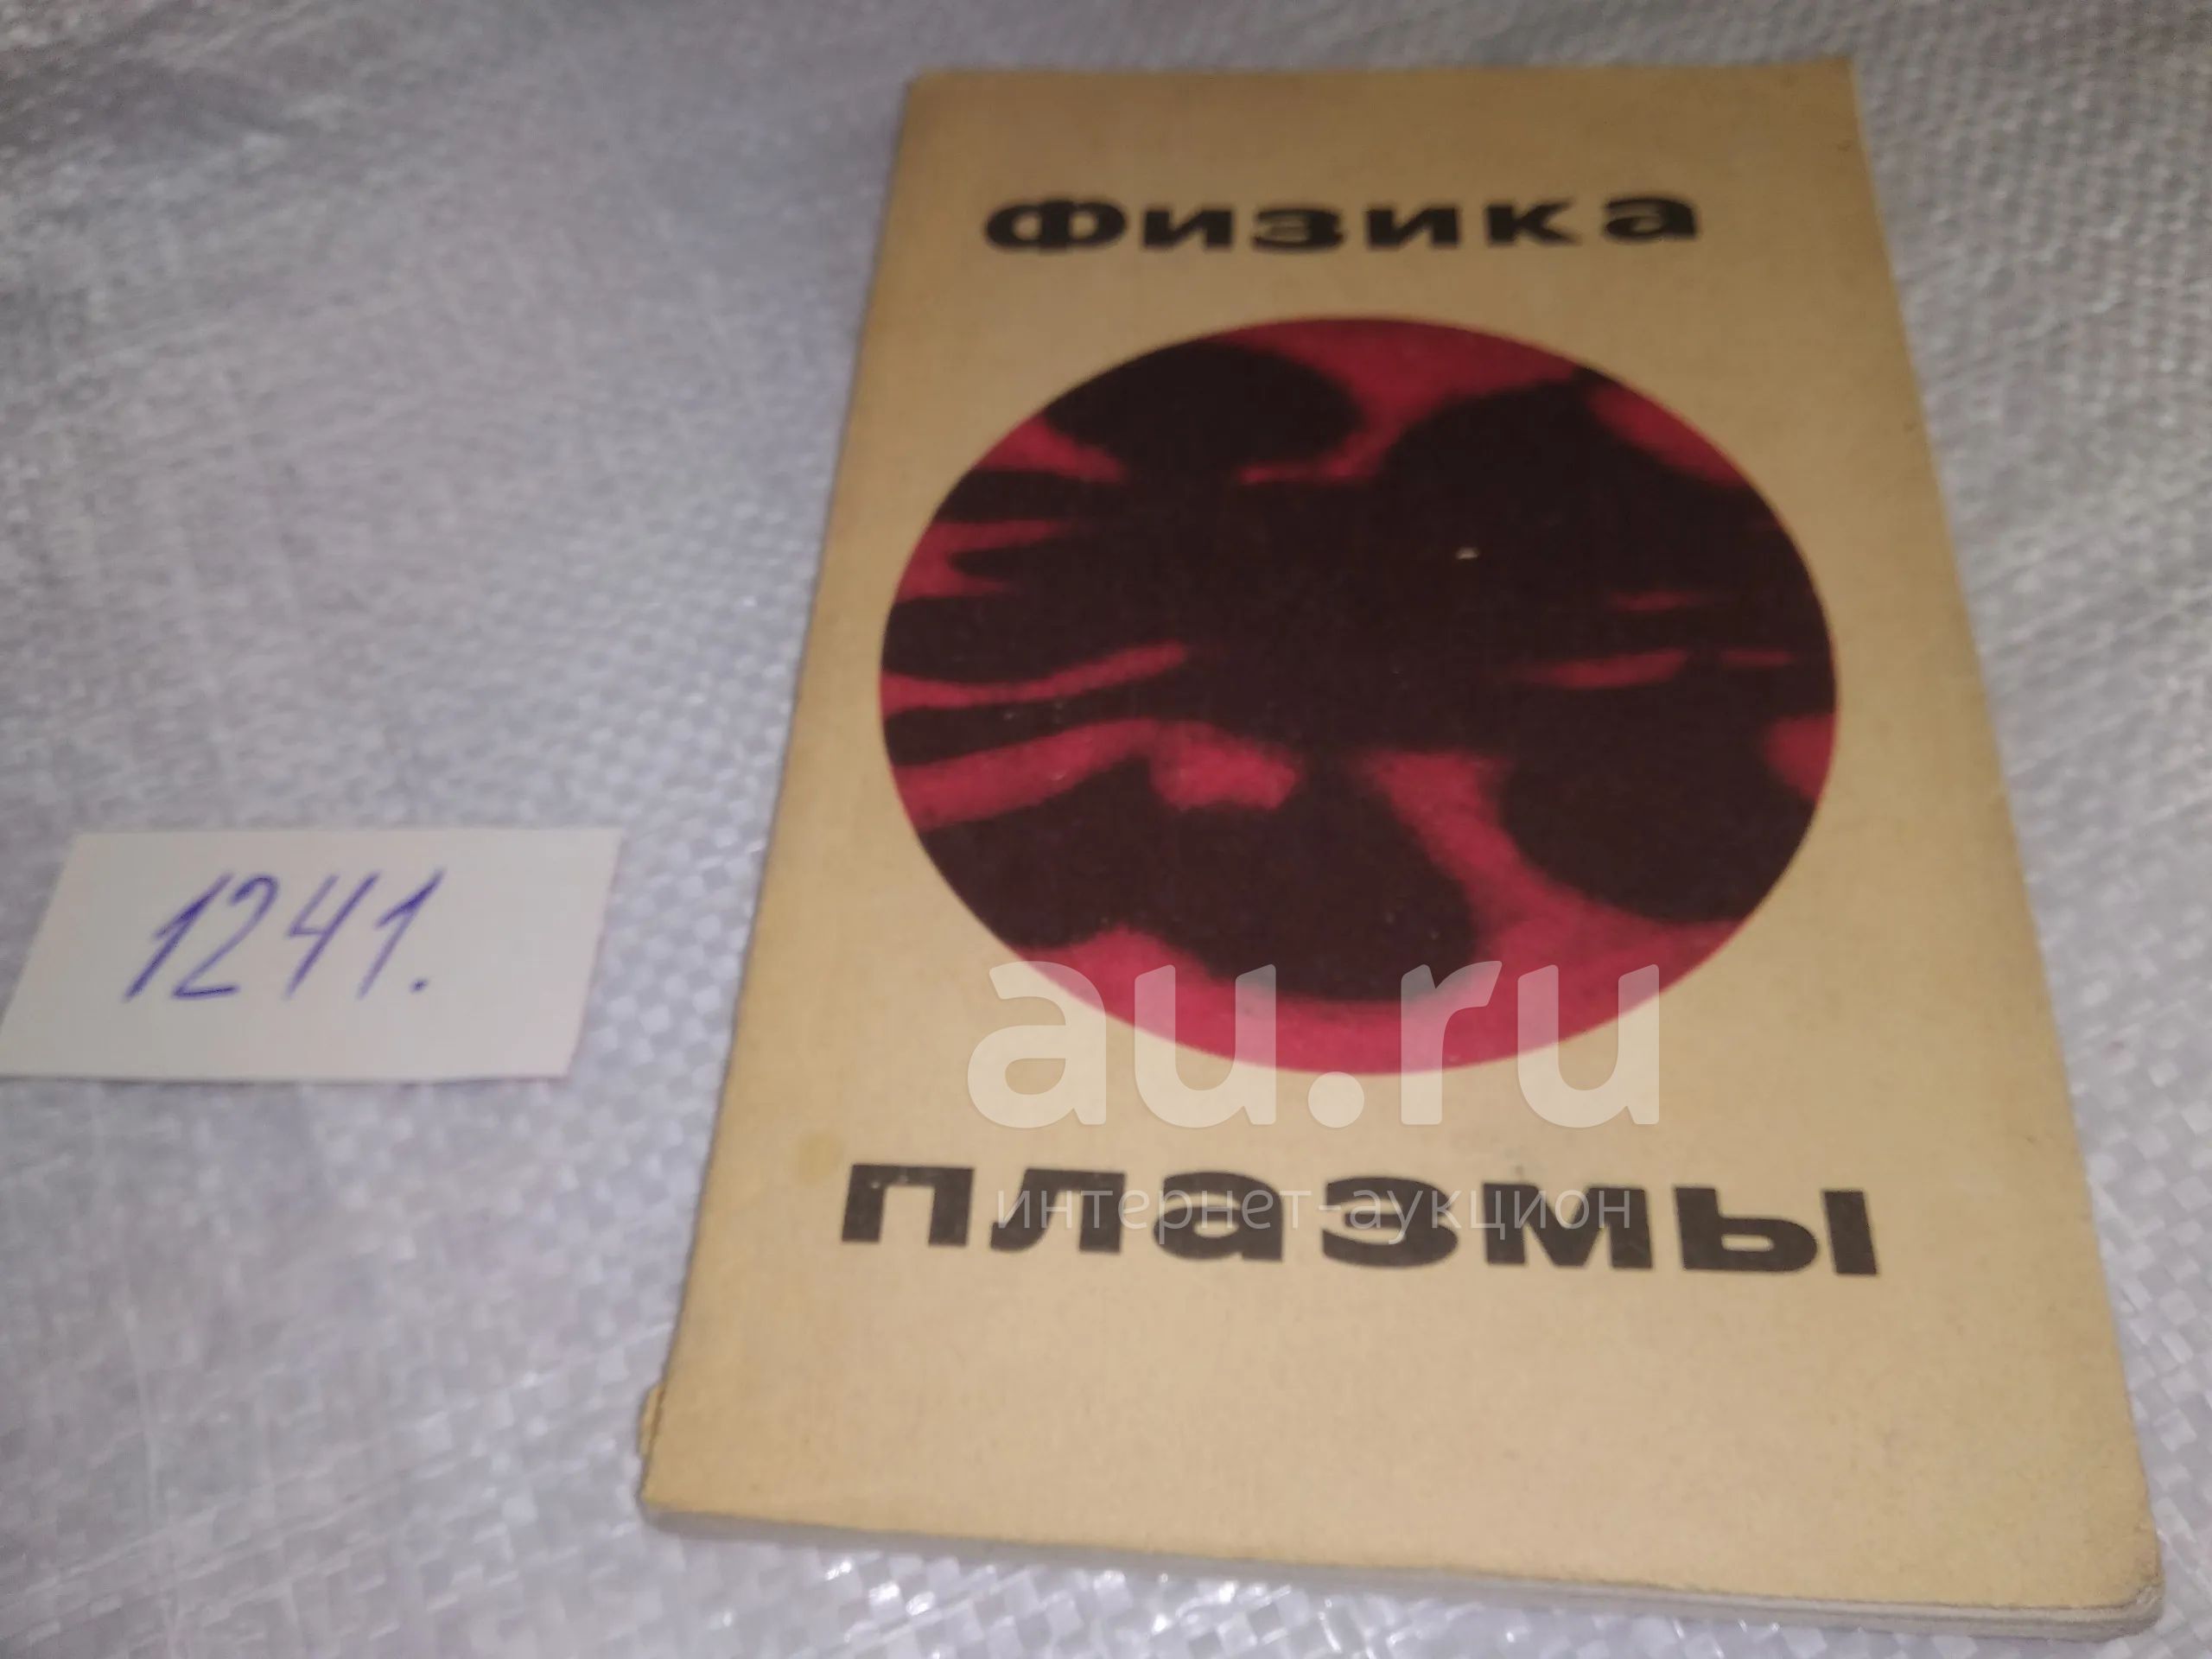 Физика
1241.
au.ru
интернет-аукцион
плазмы